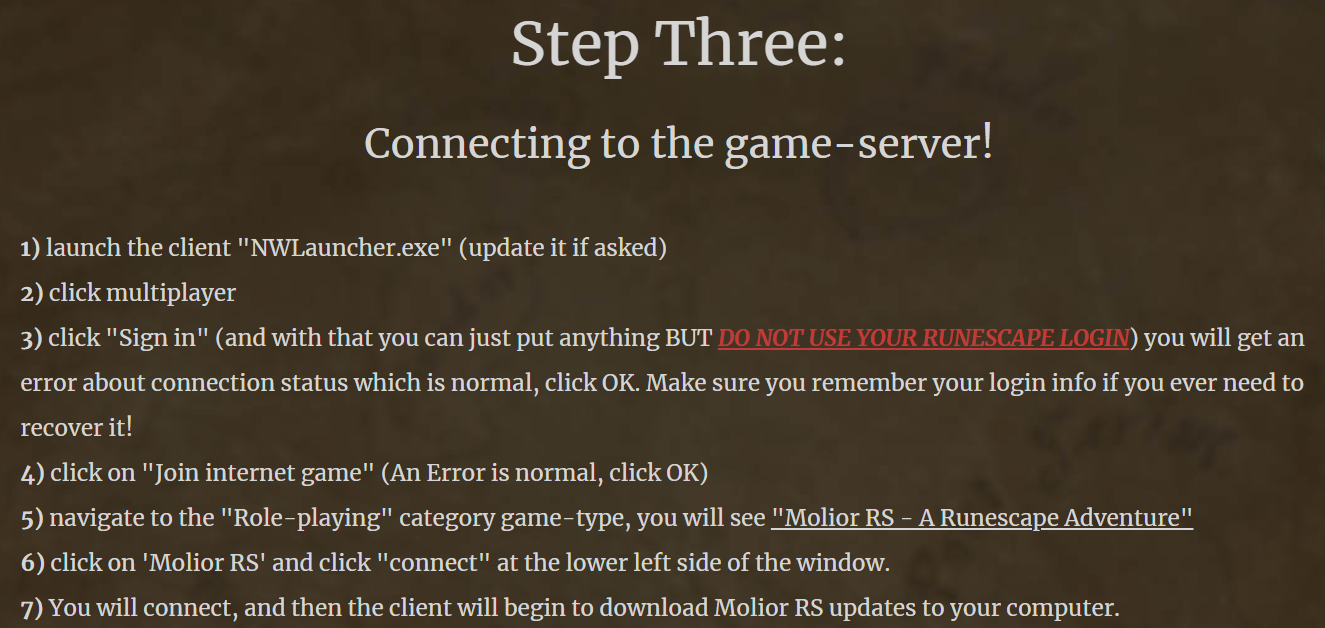 Step Three:
Connecting to the game-server!
1) launch the client "NWLauncher.exe" (update it if asked)
2) click multiplayer
3) click "Sign in" (and with that you can just put anything BUT DO NOT USE YOUR RUNESCAPE LOGIN) you will get an
error about connection status which is normal, click OK. Make sure you remember your login info if you ever need to
recover it!
4) click on "Join internet game" (An Error is normal, click OK)
5) navigate to the "Role-playing" category game-type, you will see "Molior RS - A Runescape Adventure"
6) click on 'Molior RS' and click "connect" at the lower left side of the window.
7) You will connect, and then the client will begin to download Molior RS updates to your computer.